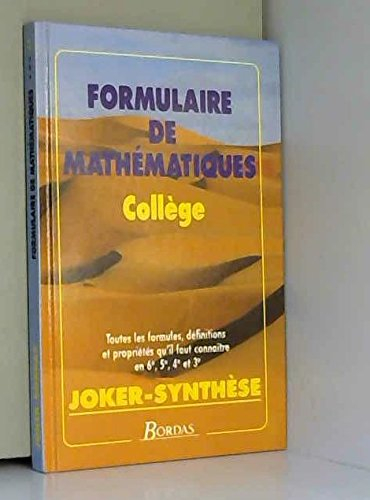 FORMULAIRE DE MATHÉMATIQUES
FORMULAIRE
DE
MATHÉMATIQUES
Collège
Toutes les formules, définitions
et propriétés qu'il faut connaître
en 6e, 5e, 4e et 3e
JOKER-SYNTHÈSE
BORDAS